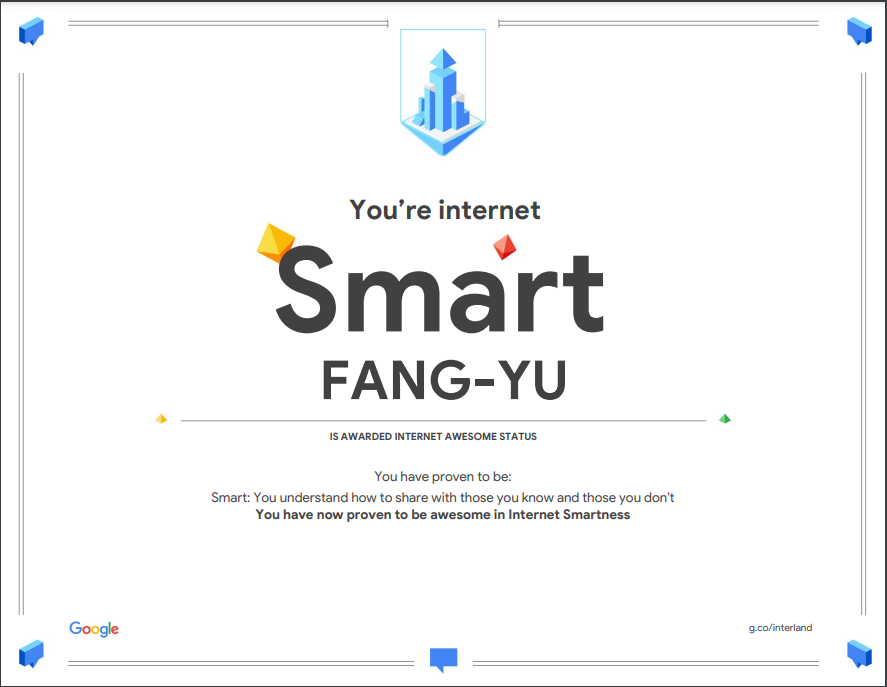 You’re internet
Smart
FANG-YU
IS AWARDED INTERNET AWESOME STATUS
You have proven to be:
Smart: You understand how to share with those you know and those you don't
You have now proven to be awesome in Internet Smartness
Google
g.co/interland